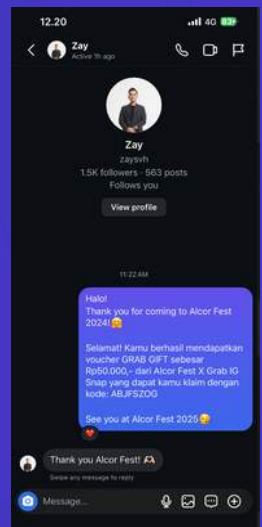 12.20
4G 83
Zay
Active 1h ago
Zay
zaysvh
1.5K followers · 563 posts
Follows you
View profile
11:22 AM
Halo!
Thank you for coming to Alcor Fest
2024!🤗
Selamat! Kamu berhasil mendapatkan
voucher GRAB GIFT sebesar
Rp50.000,- dari Alcor Fest X Grab IG
Snap yang dapat kamu klaim dengan
kode: ABJFSZOG
See you at Alcor Fest 2025😚
Thank you Alcor Fest! 🫶🏻
Swipe any message to reply
Message...